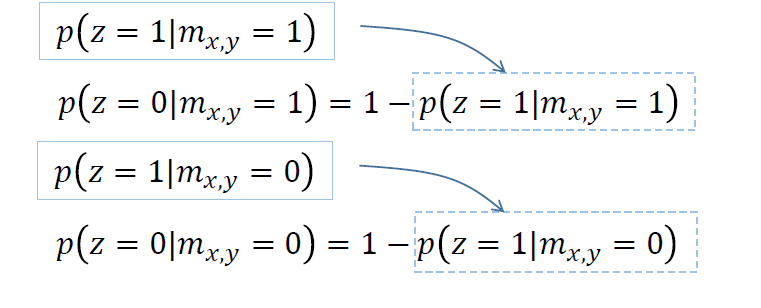 p(z = 1|m_{x,y} = 1)
p(z = 0|m_{x,y} = 1) = 1 − p(z = 1|m_{x,y} = 1)
p(z = 1|m_{x,y} = 0)
p(z = 0|m_{x,y} = 0) = 1 − p(z = 1|m_{x,y} = 0)